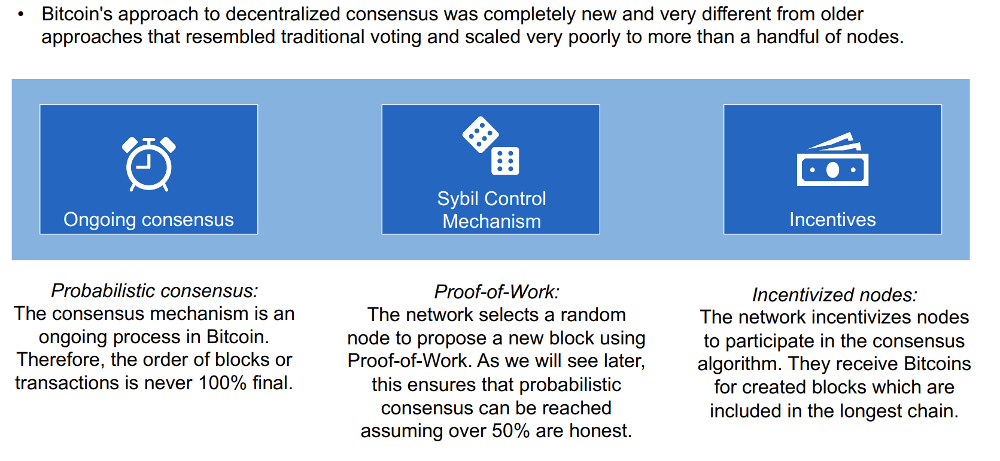 • Bitcoin's approach to decentralized consensus was completely new and very different from older
approaches that resembled traditional voting and scaled very poorly to more than a handful of nodes.
Ongoing consensus
Sybil Control
Mechanism
Incentives
Probabilistic consensus:
The consensus mechanism is an
ongoing process in Bitcoin.
Therefore, the order of blocks or
transactions is never 100% final.
Proof-of-Work:
The network selects a random
node to propose a new block using
Proof-of-Work. As we will see later,
this ensures that probabilistic
consensus can be reached
assuming over 50% are honest.
Incentivized nodes:
The network incentivizes nodes
to participate in the consensus
algorithm. They receive Bitcoins
for created blocks which are
included in the longest chain.